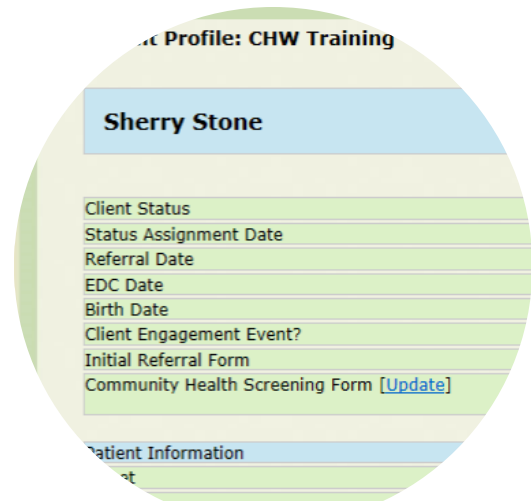 Profile: CHW Training
Sherry Stone
Client Status
Status Assignment Date
Referral Date
EDC Date
Birth Date
Client Engagement Event?
Initial Referral Form
Community Health Screening Form [Update]
Patient Information